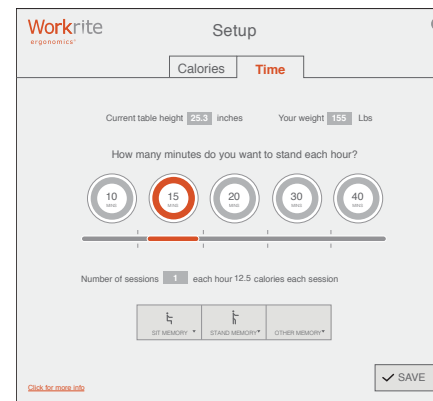 Workrite
ergonomics
Setup
Calories Time
Current table height 25.3 inches Your weight 155 Lbs
How many minutes do you want to stand each hour?
10 15 20 30 40
MINS MINS MINS MINS MINS
Number of sessions 1 each hour 12.5 calories each session
SIT MEMORY STAND MEMORY OTHER MEMORY
SAVE
Click for more info